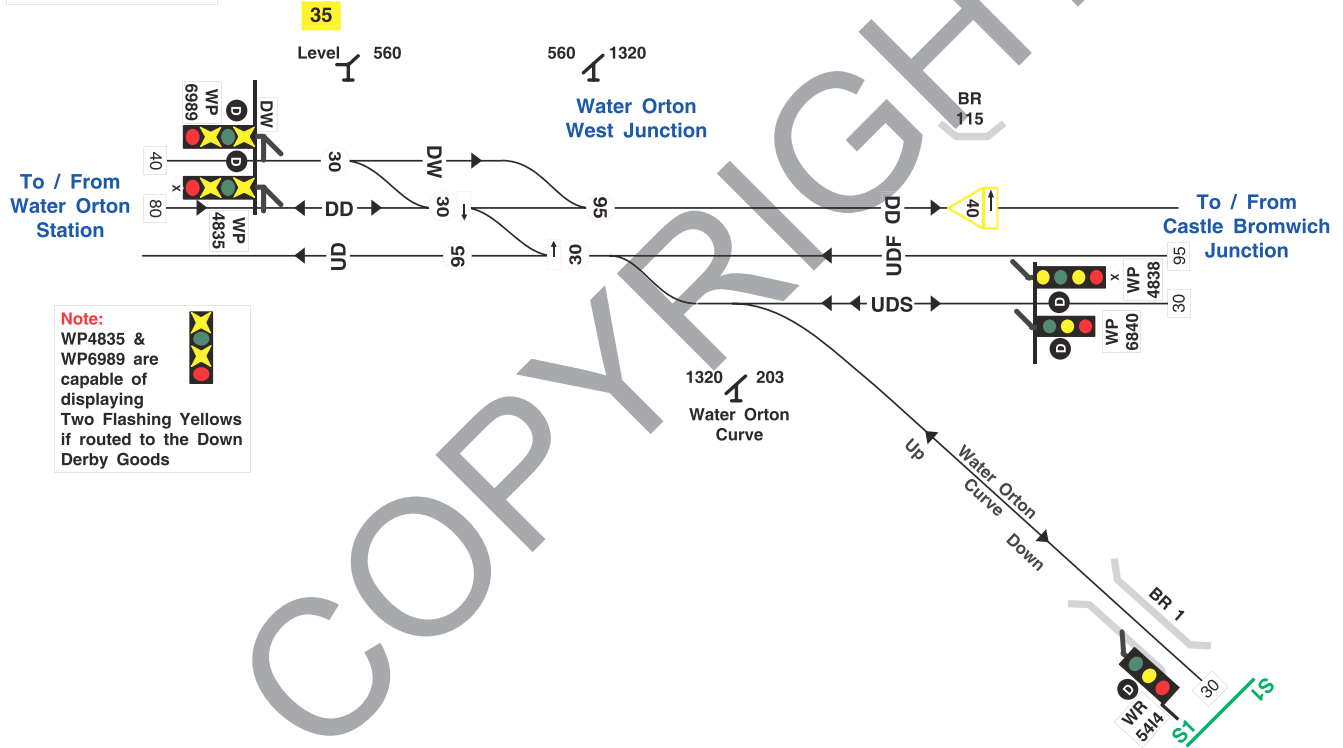 35
Level 560
560 1320
Water Orton
West Junction
BR
115
WP
6989
D
DW
D
40
30
DW
To / From
Water Orton
Station
x
80
DD
30
95
DD
40
To / From
Castle Bromwich
Junction
WP
4835
UD
95
30
UDF
95
x
WP
4838
D
UDS
30
WP
6840
D
Note:
WP4835 &
WP6989 are
capable of
displaying
Two Flashing Yellows
if routed to the Down
Derby Goods
1320 203
Water Orton
Curve
Up
Water Orton
Curve
Down
BR 1
D
WR
5414
30
S1
S1
COPYRIGHT